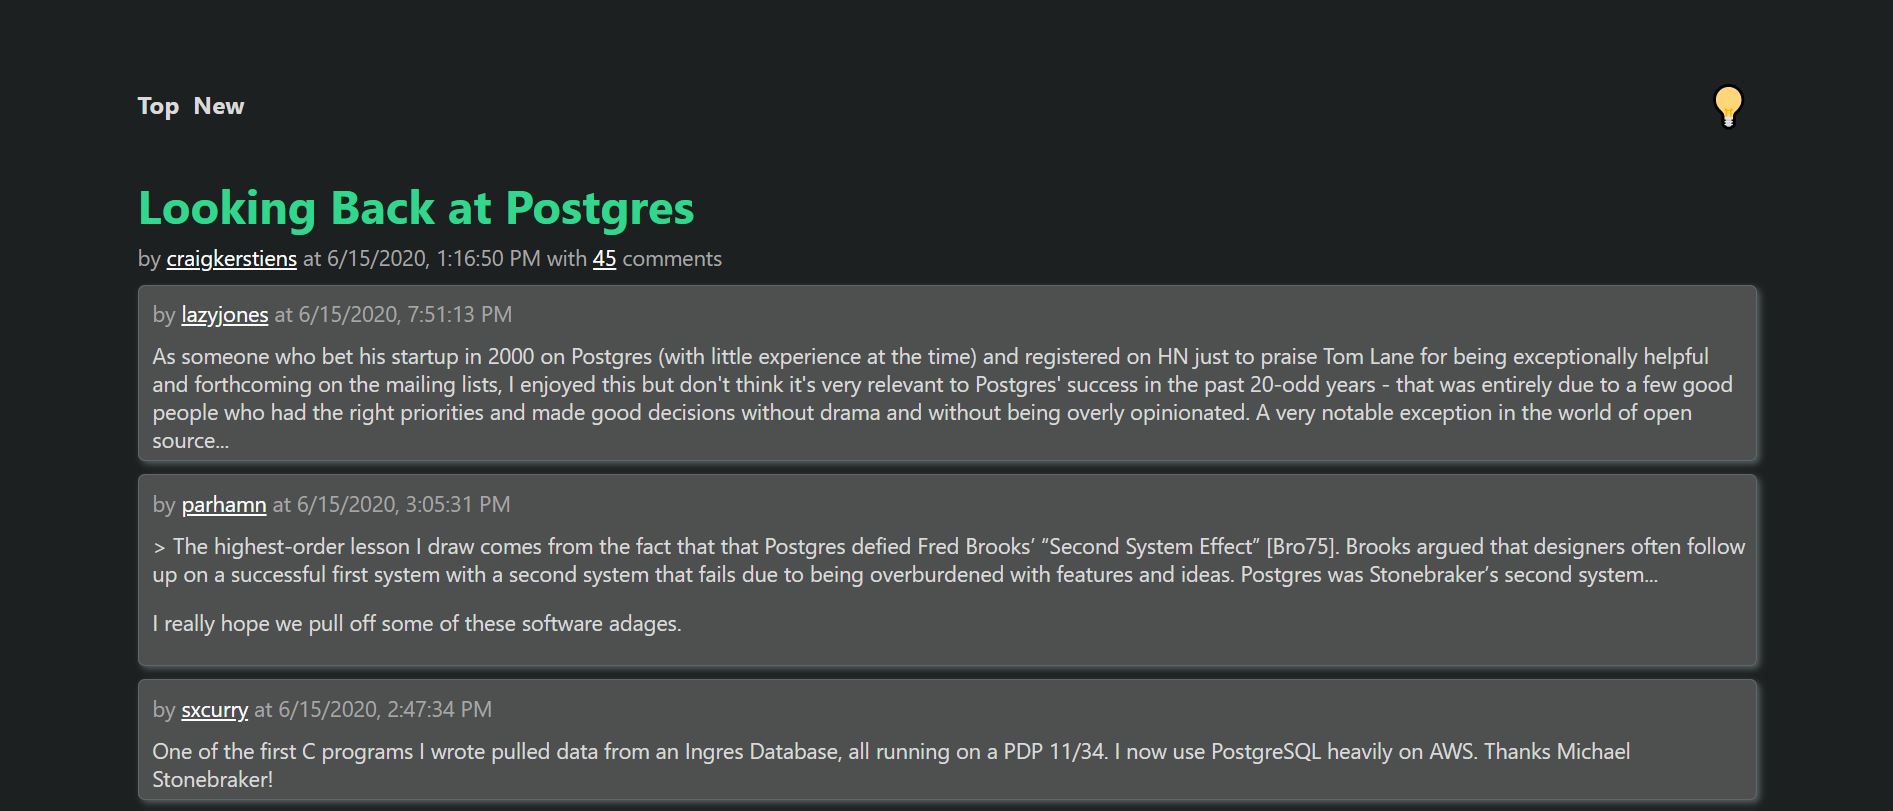 Top New
Looking Back at Postgres
by craigkerstiens at 6/15/2020, 1:16:50 PM with 45 comments
by lazyjones at 6/15/2020, 7:51:13 PM
As someone who bet his startup in 2000 on Postgres (with little experience at the time) and registered on HN just to praise Tom Lane for being exceptionally helpful
and forthcoming on the mailing lists, I enjoyed this but don't think it's very relevant to Postgres' success in the past 20-odd years - that was entirely due to a few good
people who had the right priorities and made good decisions without drama and without being overly opinionated. A very notable exception in the world of open
source...
by parhamn at 6/15/2020, 3:05:31 PM
> The highest-order lesson I draw comes from the fact that that Postgres defied Fred Brooks’ “Second System Effect” [Bro75]. Brooks argued that designers often follow
up on a successful first system with a second system that fails due to being overburdened with features and ideas. Postgres was Stonebraker’s second system...
I really hope we pull off some of these software adages.
by sxcurry at 6/15/2020, 2:47:34 PM
One of the first C programs I wrote pulled data from an Ingres Database, all running on a PDP 11/34. I now use PostgreSQL heavily on AWS. Thanks Michael
Stonebraker!